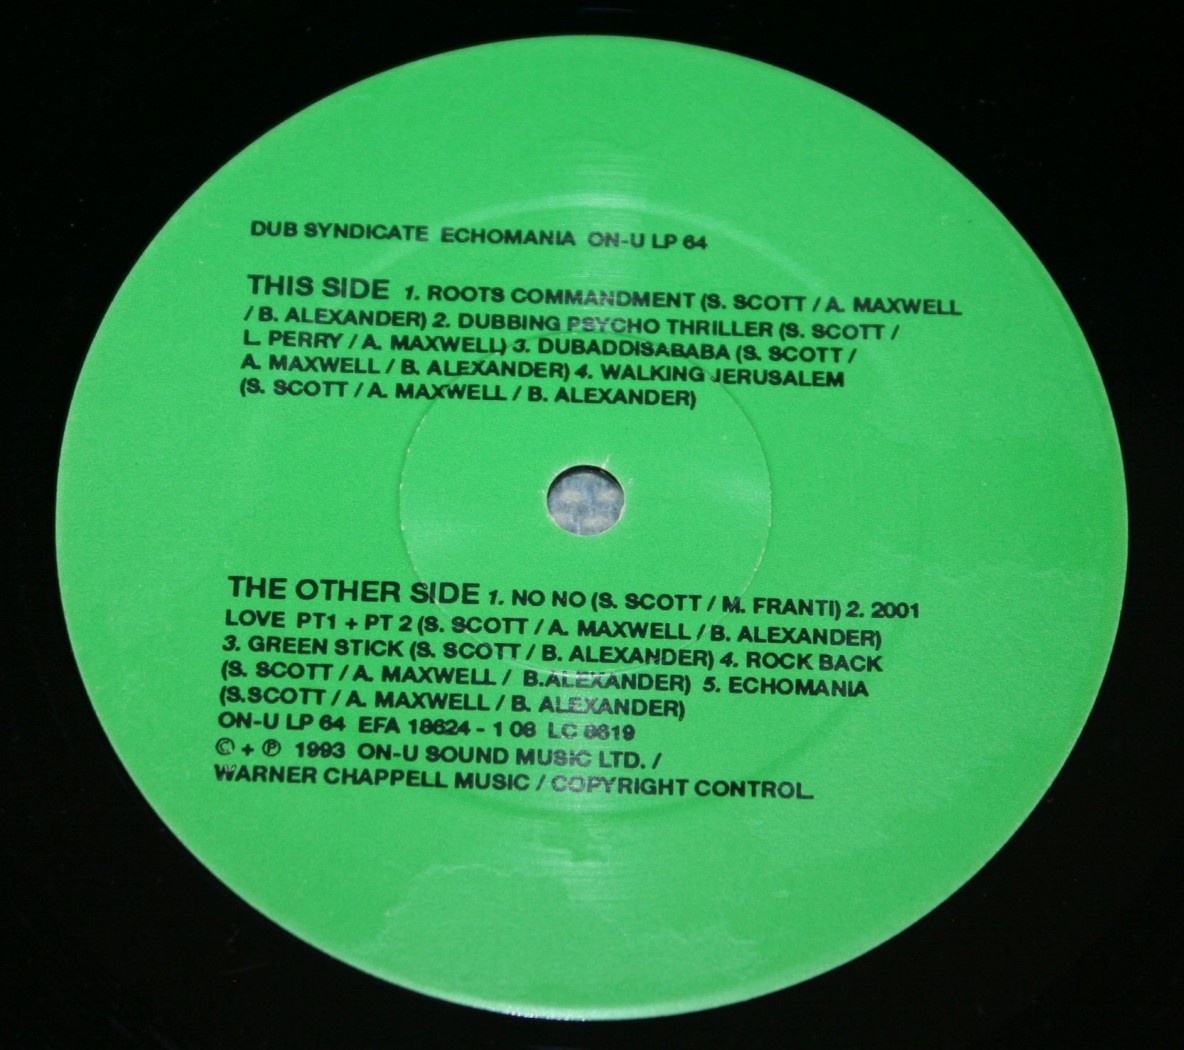 DUB SYNDICATE ECHOMANIA ON-U LP 64
THIS SIDE 1. ROOTS COMMANDMENT (S. SCOTT / A. MAXWELL
/ B. ALEXANDER) 2. DUBBING PSYCHO THRILLER (S. SCOTT /
L. PERRY / A. MAXWELL) 3. DUBADDISABABA (S. SCOTT /
A. MAXWELL / B. ALEXANDER) 4. WALKING JERUSALEM
(S. SCOTT / A. MAXWELL / B. ALEXANDER)
THE OTHER SIDE 1. NO NO (S. SCOTT / M. FRANTI) 2. 2001
LOVE PT1 + PT 2 (S. SCOTT / A. MAXWELL / B. ALEXANDER)
3. GREEN STICK (S. SCOTT / B. ALEXANDER) 4. ROCK BACK
(S. SCOTT / A. MAXWELL / B.ALEXANDER) 5. ECHOMANIA
(S.SCOTT / A. MAXWELL / B. ALEXANDER)
ON-U LP 64 EFA 18624 - 1 08 LC 8619
© + ℗ 1993 ON-U SOUND MUSIC LTD. /
WARNER CHAPPELL MUSIC / COPYRIGHT CONTROL.